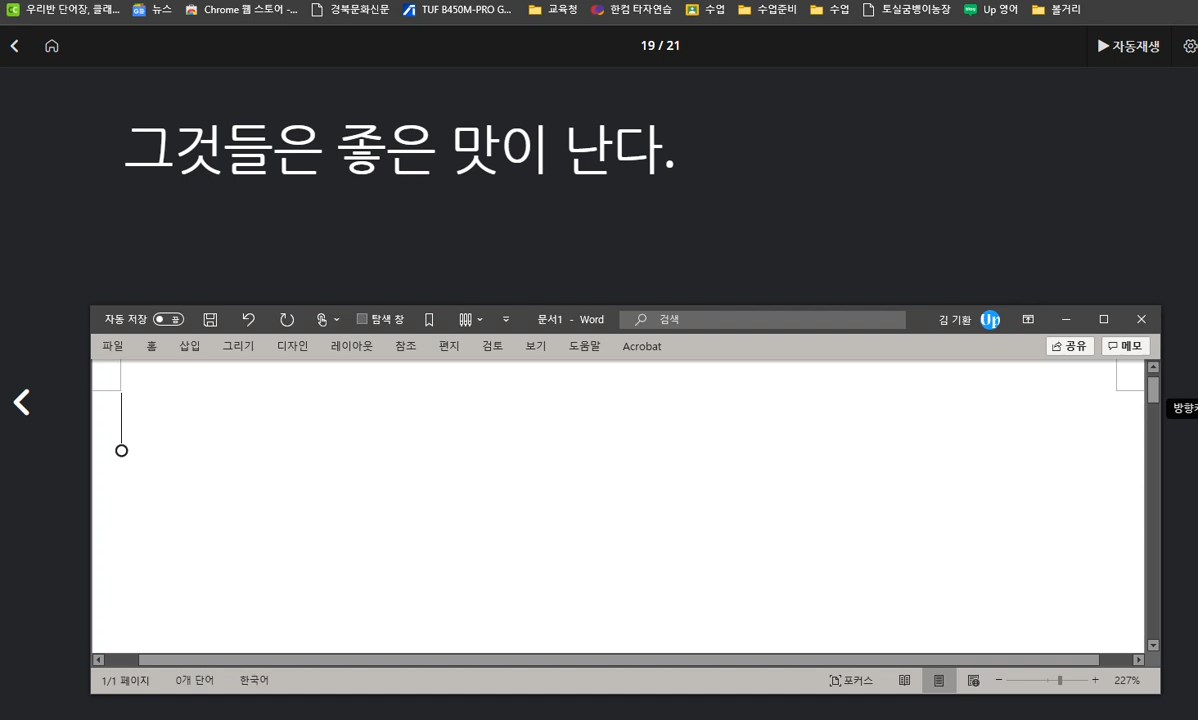 우리반 단어장, 클래...
뉴스
Chrome 웹 스토어 -...
경북문화신문
TUF B450M-PRO G...
교육청
한컴 타자연습
수업
수업준비
수업
토실굼벵이농장
Up 영어
볼거리
19 / 21
▶ 자동재생
그것들은 좋은 맛이 난다.
자동 저장 끔
탐색 창
문서1 - Word
검색
김 기환
Up
파일 홈 삽입 그리기 디자인 레이아웃 참조 편지 검토 보기 도움말 Acrobat
공유
메모
1/1 페이지 0개 단어 한국어
포커스
227%